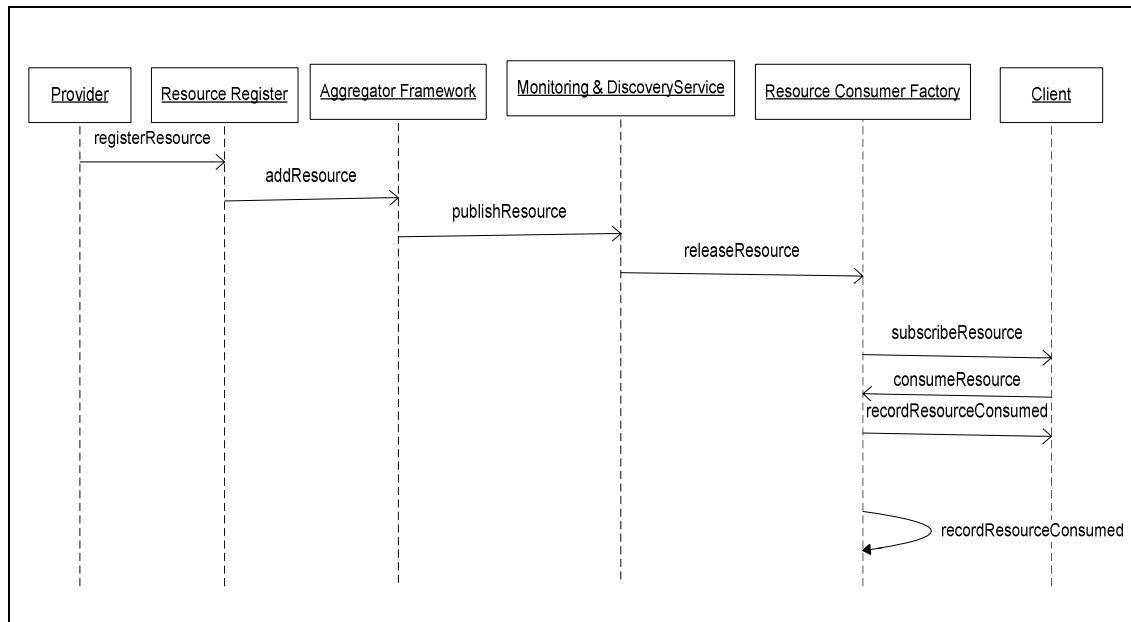 Provider
Resource Register
Aggregator Framework
Monitoring & DiscoveryService
Resource Consumer Factory
Client
registerResource
addResource
publishResource
releaseResource
subscribeResource
consumeResource
recordResourceConsumed
recordResourceConsumed